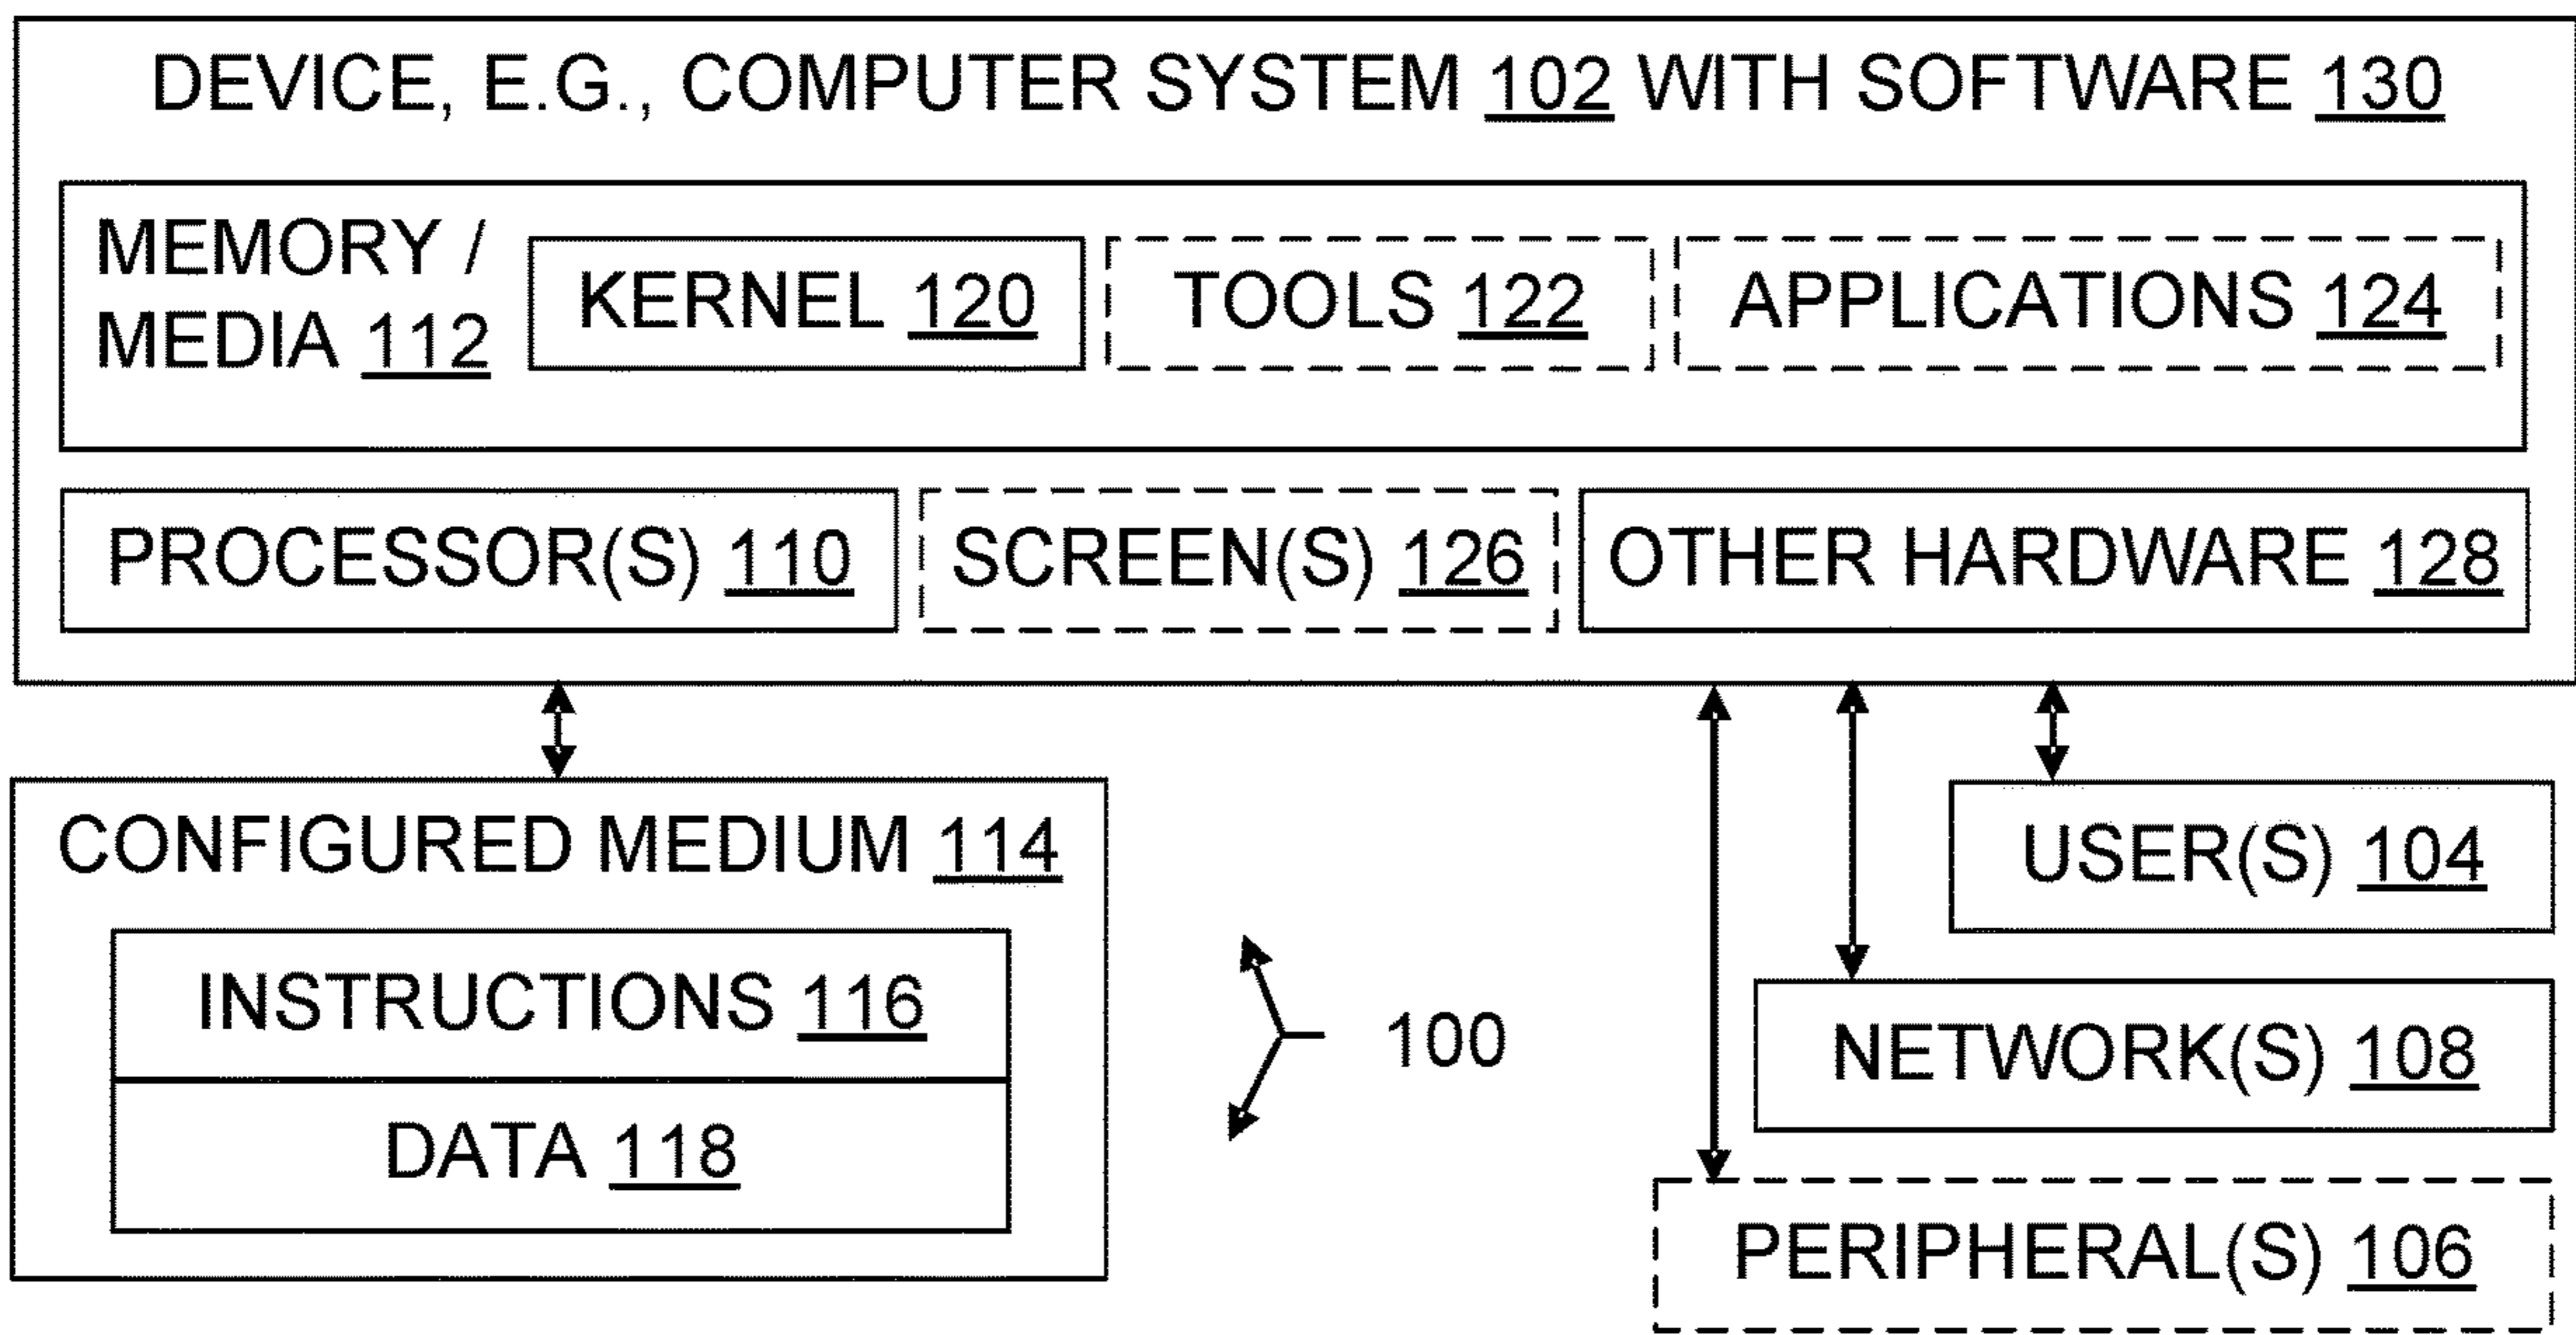 DEVICE, E.G., COMPUTER SYSTEM 102 WITH SOFTWARE 130
MEMORY /
MEDIA 112
KERNEL 120
TOOLS 122
APPLICATIONS 124
PROCESSOR(S) 110
SCREEN(S) 126
OTHER HARDWARE 128
CONFIGURED MEDIUM 114
INSTRUCTIONS 116
DATA 118
100
USER(S) 104
NETWORK(S) 108
PERIPHERAL(S) 106